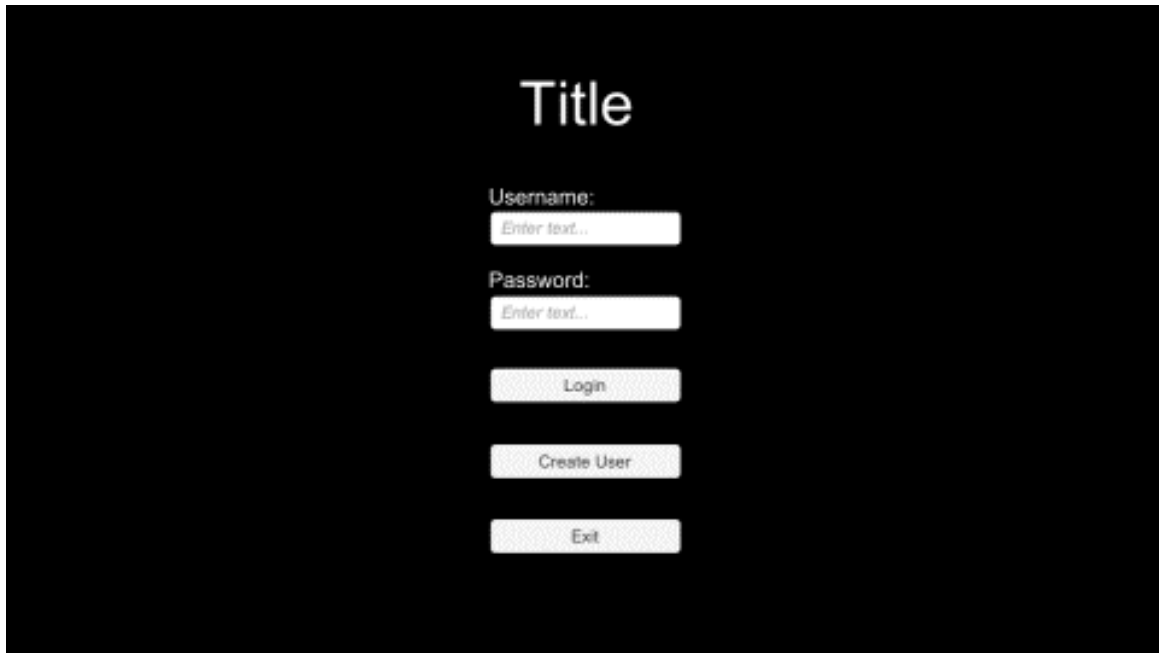 Title
Username:
Enter text...
Password:
Enter text...
Login
Create User
Exit